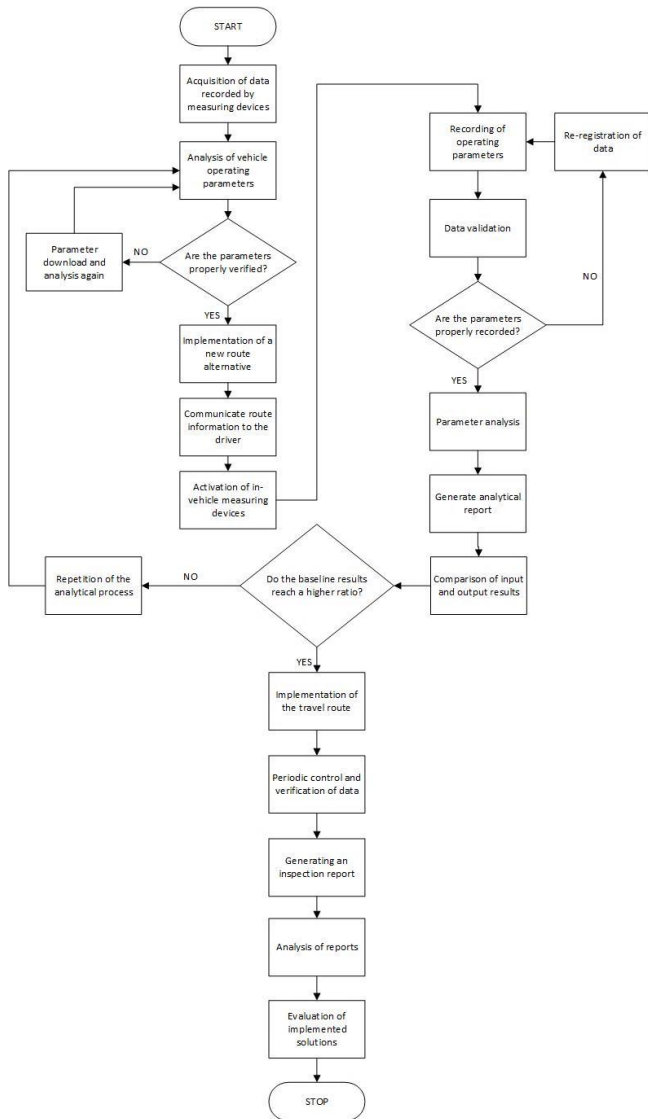 START
Acquisition of data
recorded by
measuring devices
Analysis of vehicle
operating
parameters
Are the parameters
properly verified?
NO
Parameter
download and
analysis again
YES
Implementation of a
new route
alternative
Communicate route
information to the
driver
Activation of in-
vehicle measuring
devices
Recording of
operating
parameters
Re-registration of
data
Data validation
Are the parameters
properly recorded?
NO
YES
Parameter analysis
Generate analytical
report
Comparison of input
and output results
Do the baseline results
reach a higher ratio?
NO
Repetition of the
analytical process
YES
Implementation of
the travel route
Periodic control and
verification of data
Generating an
inspection report
Analysis of reports
Evaluation of
implemented
solutions
STOP